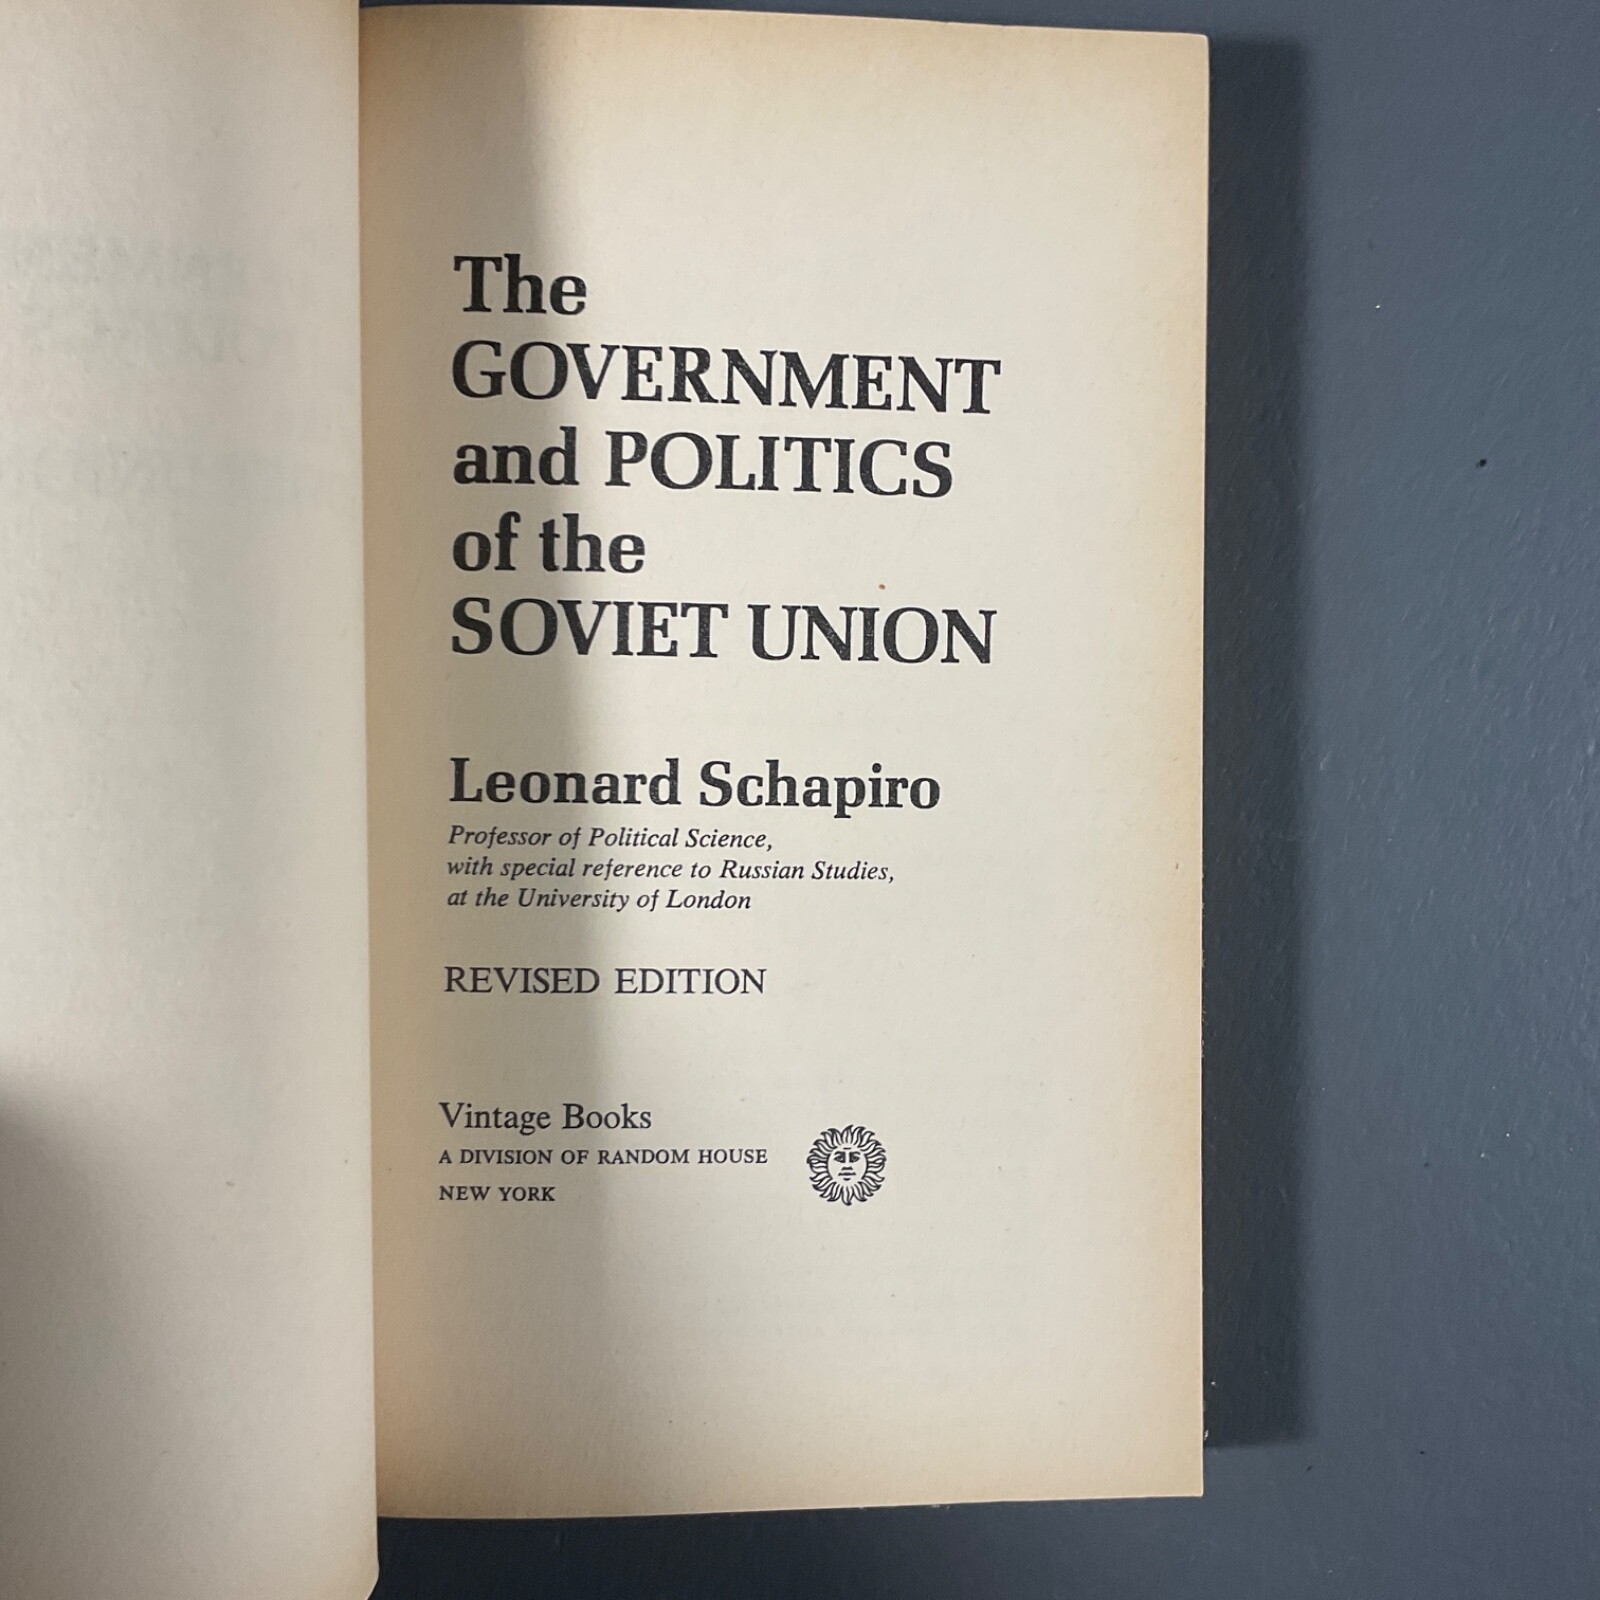 The
GOVERNMENT
and POLITICS
of the
SOVIET UNION
Leonard Schapiro
Professor of Political Science,
with special reference to Russian Studies,
at the University of London
REVISED EDITION
Vintage Books
A DIVISION OF RANDOM HOUSE
NEW YORK